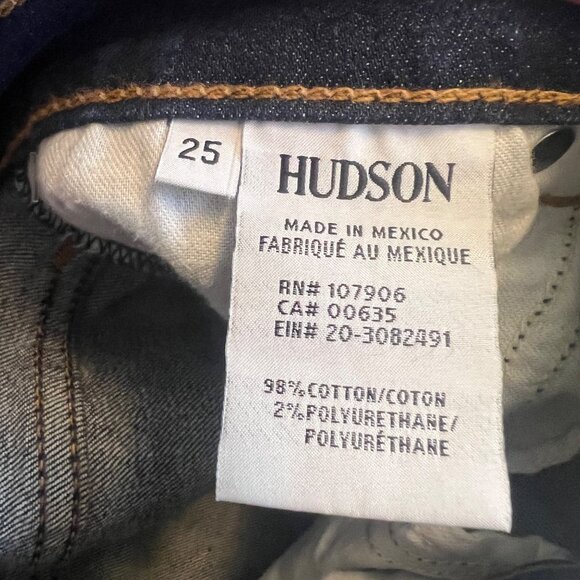 25
HUDSON
MADE IN MEXICO
FABRIQUÉ AU MEXIQUE
RN# 107906
CA# 00635
EIN# 20-3082491
98% COTTON/COTON
2% POLYURETHANE/
POLYURÉTHANE